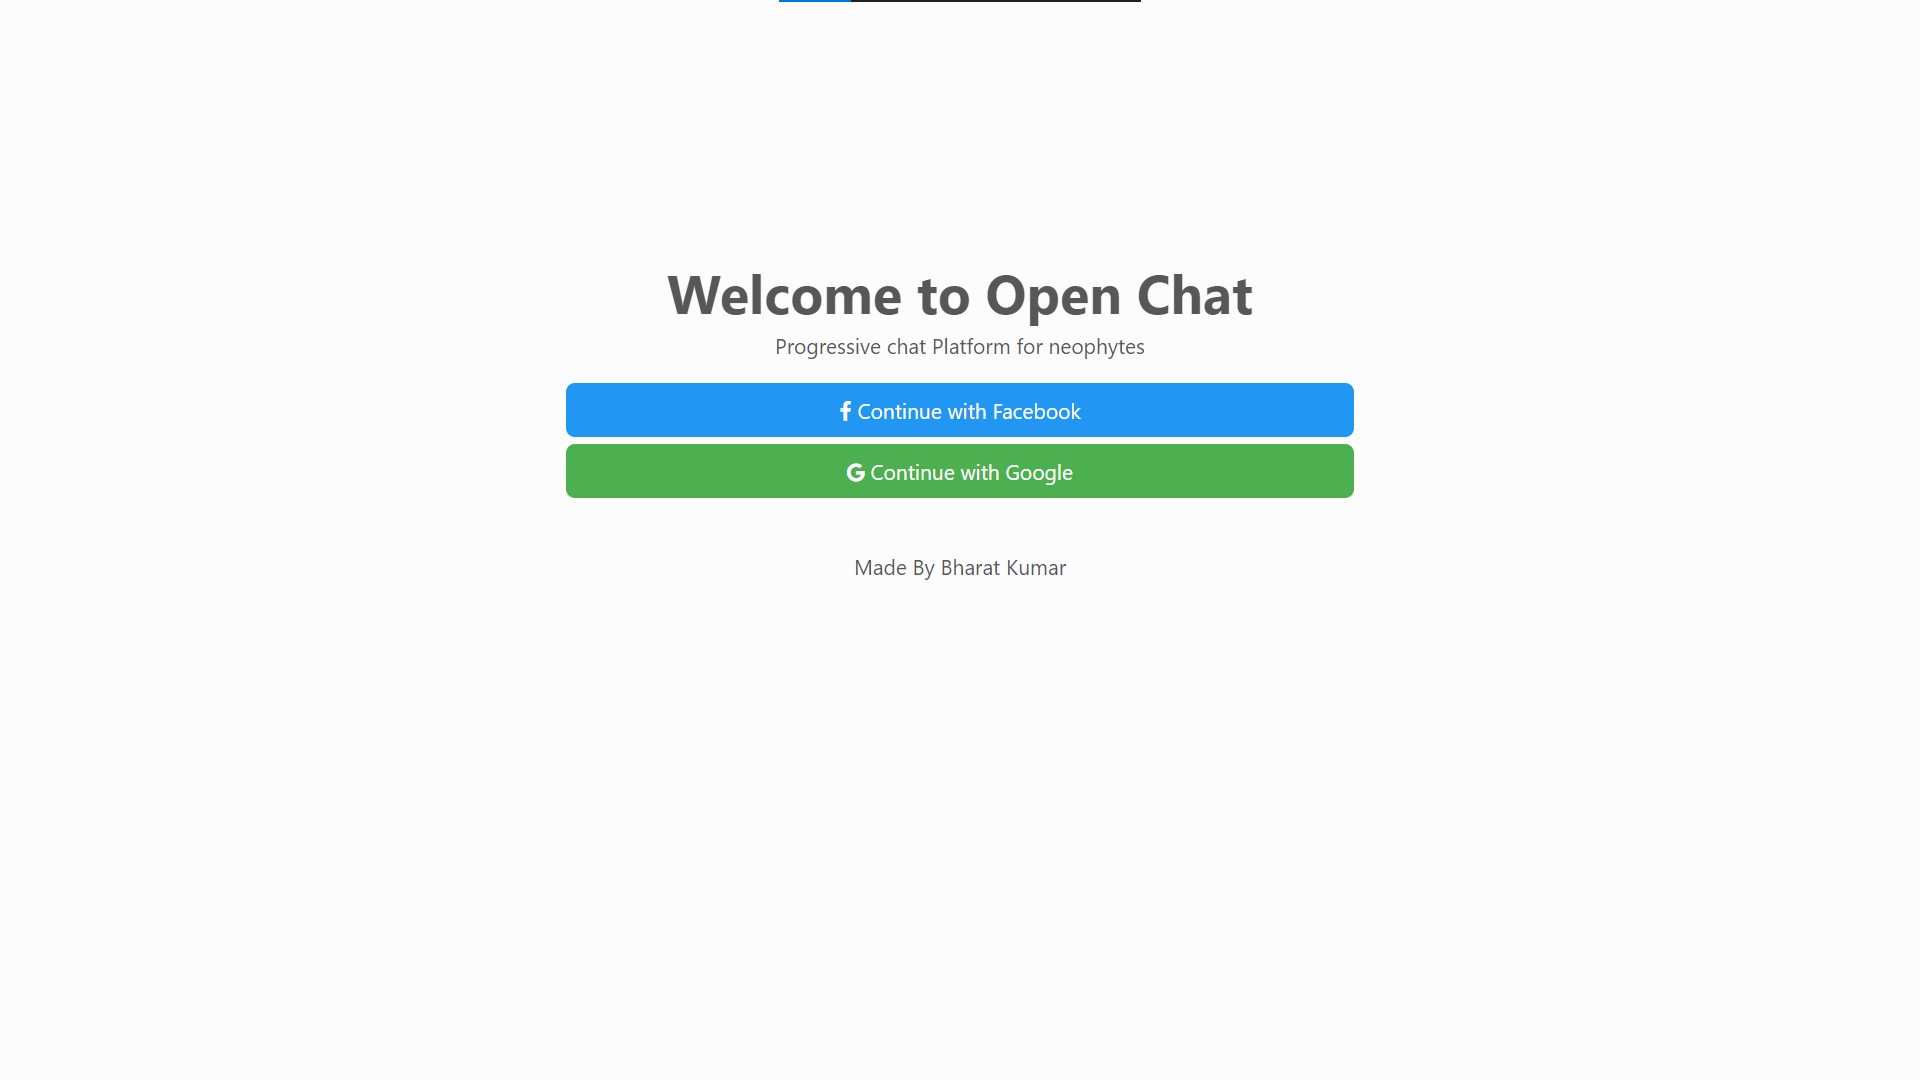 Welcome to Open Chat
Progressive chat Platform for neophytes
Continue with Facebook
Continue with Google
Made By Bharat Kumar